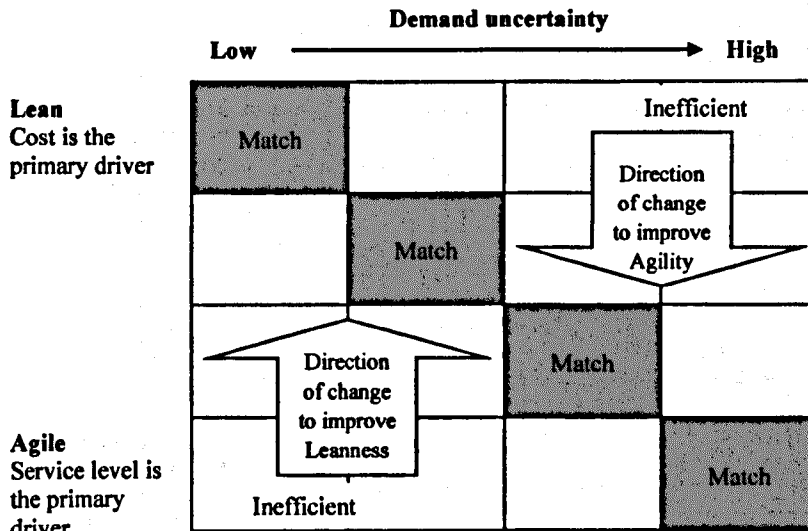 Demand uncertainty
Low High
Lean
Cost is the
primary driver
Match
Inefficient
Direction
of change
to improve
Agility
Match
Direction
of change
to improve
Leanness
Match
Agile
Service level is
the primary
driver
Inefficient
Match